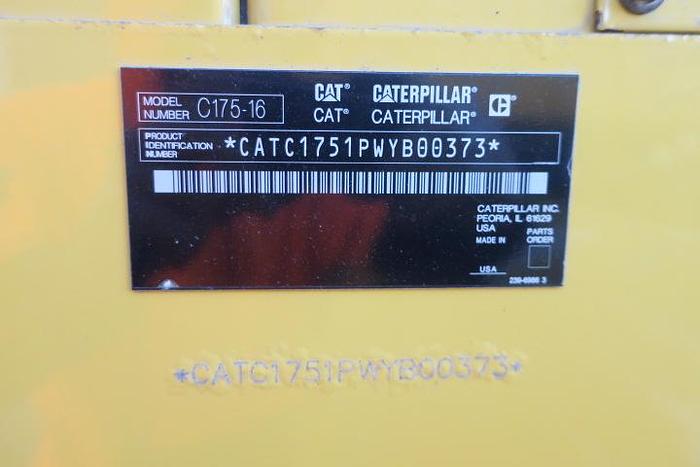 MODEL NUMBER C175-16
CAT® CATERPILLAR® C®
CAT® CATERPILLAR®
PRODUCT IDENTIFICATION NUMBER *CATC1751PWYB00373*
CATERPILLAR INC.
PEORIA, IL 61629
USA
MADE IN
PARTS ORDER
USA
*CATC1751PWYB00373*